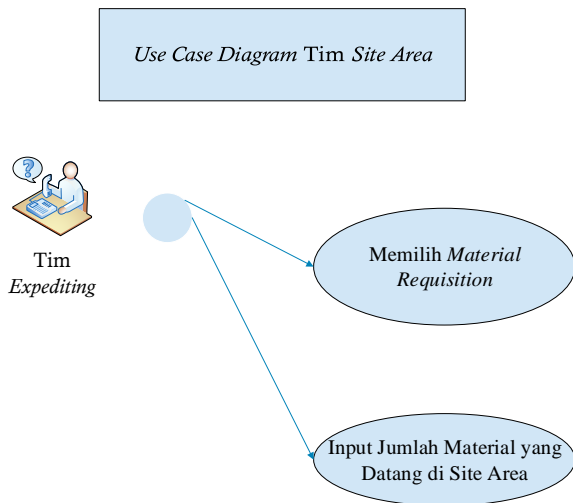 Use Case Diagram Tim Site Area
?
Tim
Expediting
Memilih Material
Requisition
Input Jumlah Material yang
Datang di Site Area